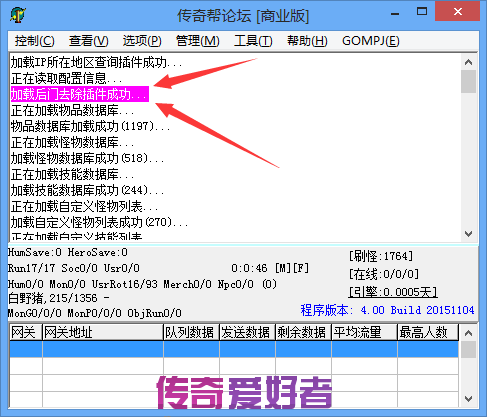 传奇帮论坛 [商业版]
控制(C) 查看(V) 选项(P) 管理(M) 工具(T) 帮助(H) GOMPJ(E)
加载IP所在地区查询插件成功...
正在读取配置信息...
加载后门去除插件成功...
正在加载物品数据库...
物品数据库加载成功(1197)...
正在加载怪物数据库...
加载怪物数据库成功(518)...
正在加载技能数据库...
加载技能数据库成功(244)...
正在加载自定义怪物列表...
加载自定义怪物列表成功(270)...
正在加载自定义技能列表
HumSave:0 HeroSave:0 [刷怪:1764]
Run17/17 Soc0/0 Usr0/0 0:0:46 [M][F] [在线:0/0/0]
Hum0/0 Mon0/0 UsrRot16/93 Merch0/0 Npc0/0 (0) [引擎:0.0005天]
白野猪,215/1356 - 程序版本: 4.00 Build 20151104
MonG0/0/0 MonP0/0/0 ObjRun0/0
网关 网关地址 队列数据 发送数据 剩余数据 平均流量 最高人数
传奇爱好者